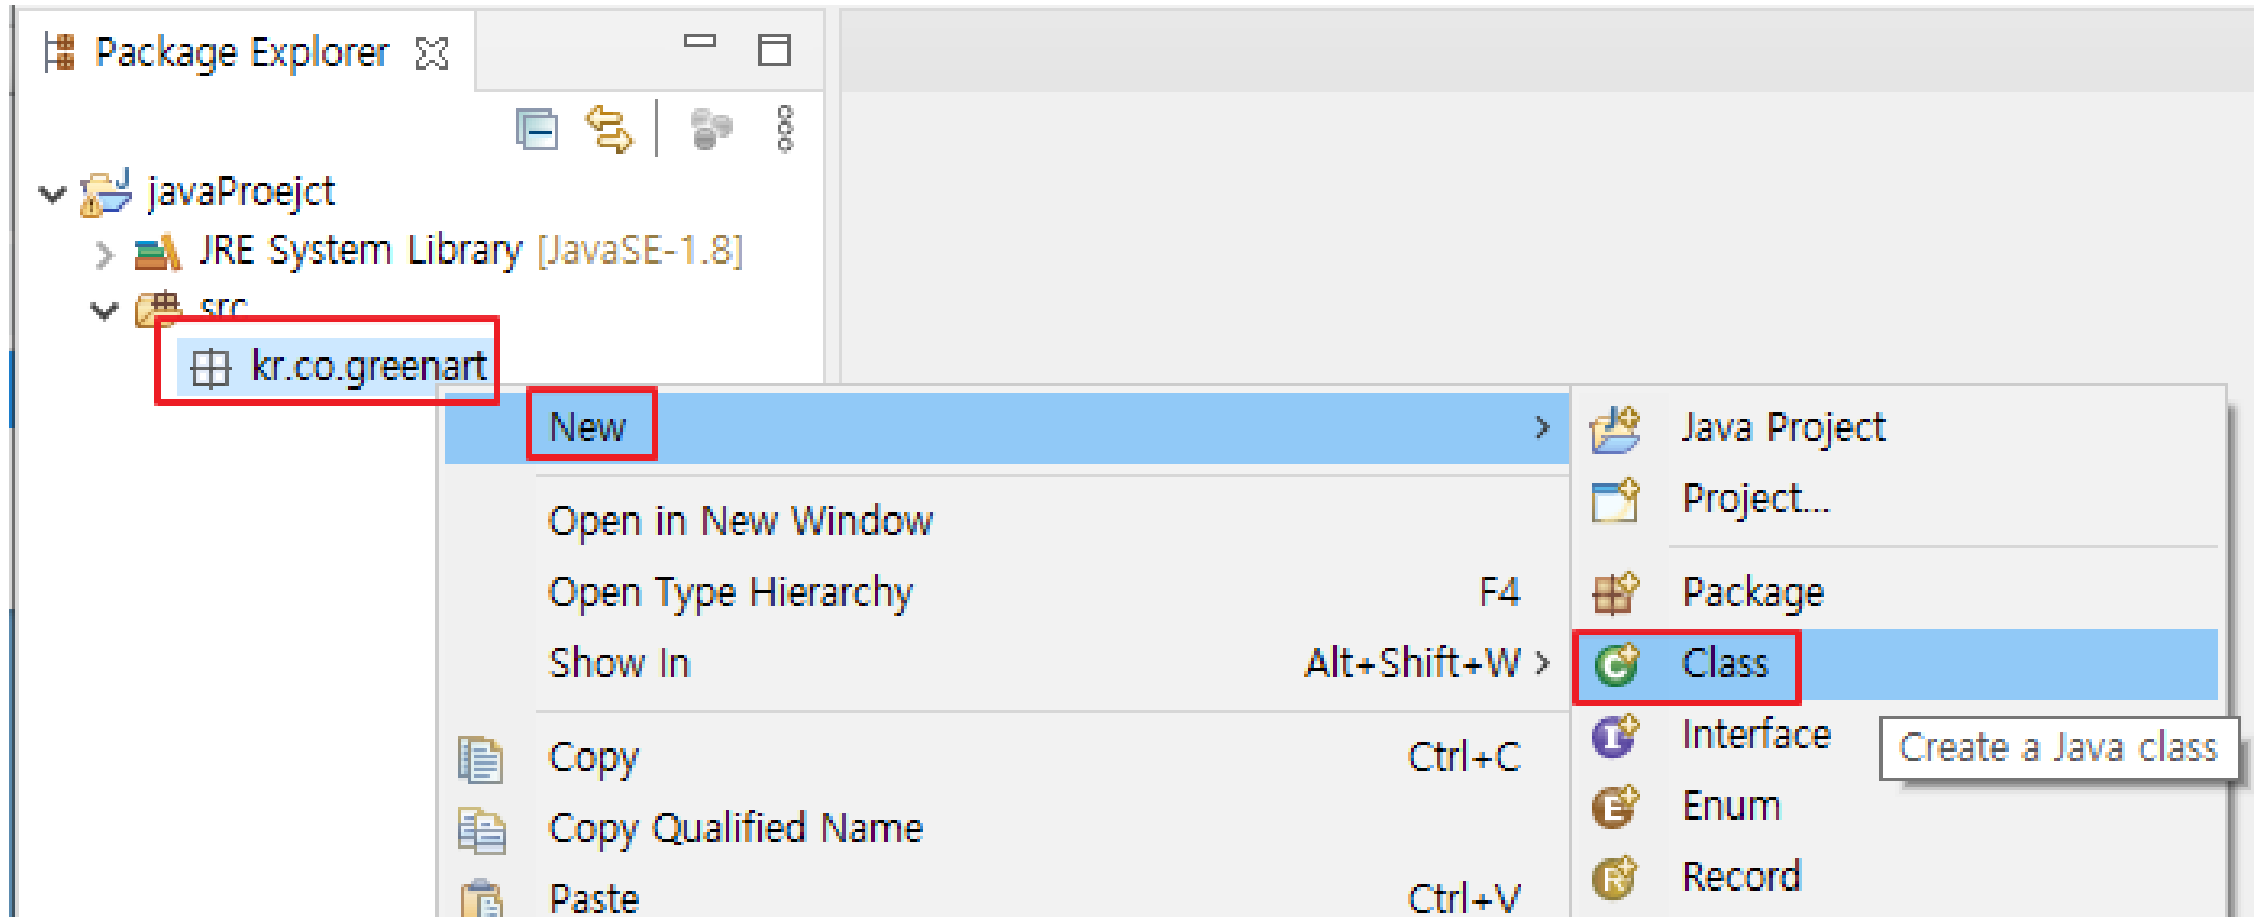 Package Explorer
javaProejct
JRE System Library [JavaSE-1.8]
src
kr.co.greenart
New
Open in New Window
Open Type Hierarchy F4
Show In Alt+Shift+W
Copy Ctrl+C
Copy Qualified Name
Paste Ctrl+V
Java Project
Project...
Package
Class
Interface
Create a Java class
Enum
Record